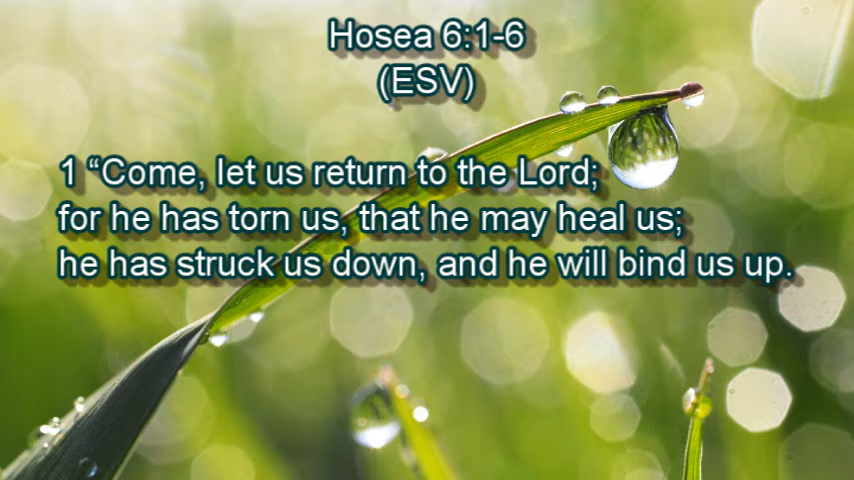 Hosea 6:1-6
(ESV)
1 “Come, let us return to the Lord;
for he has torn us, that he may heal us;
he has struck us down, and he will bind us up.